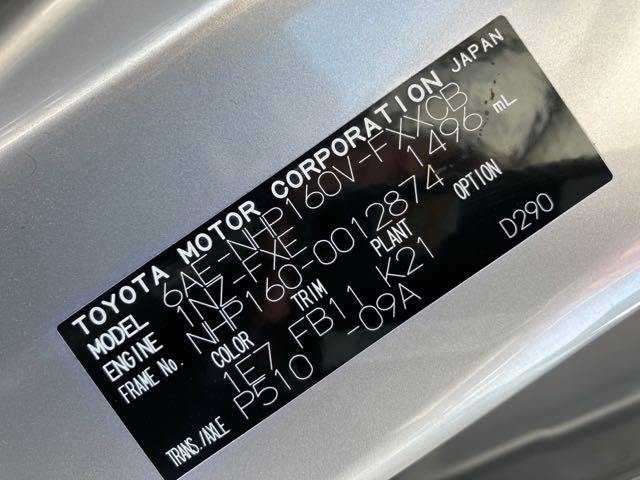 TOYOTA MOTOR CORPORATION JAPAN
MODEL 6AE-NHP160V-FXXCB
ENGINE 1NZ-FXE 1496 mL
FRAME No. NHP160-0012874
COLOR TRIM PLANT OPTION
1E7 FB11 K21 D290
TRANS./AXLE P510 -09A